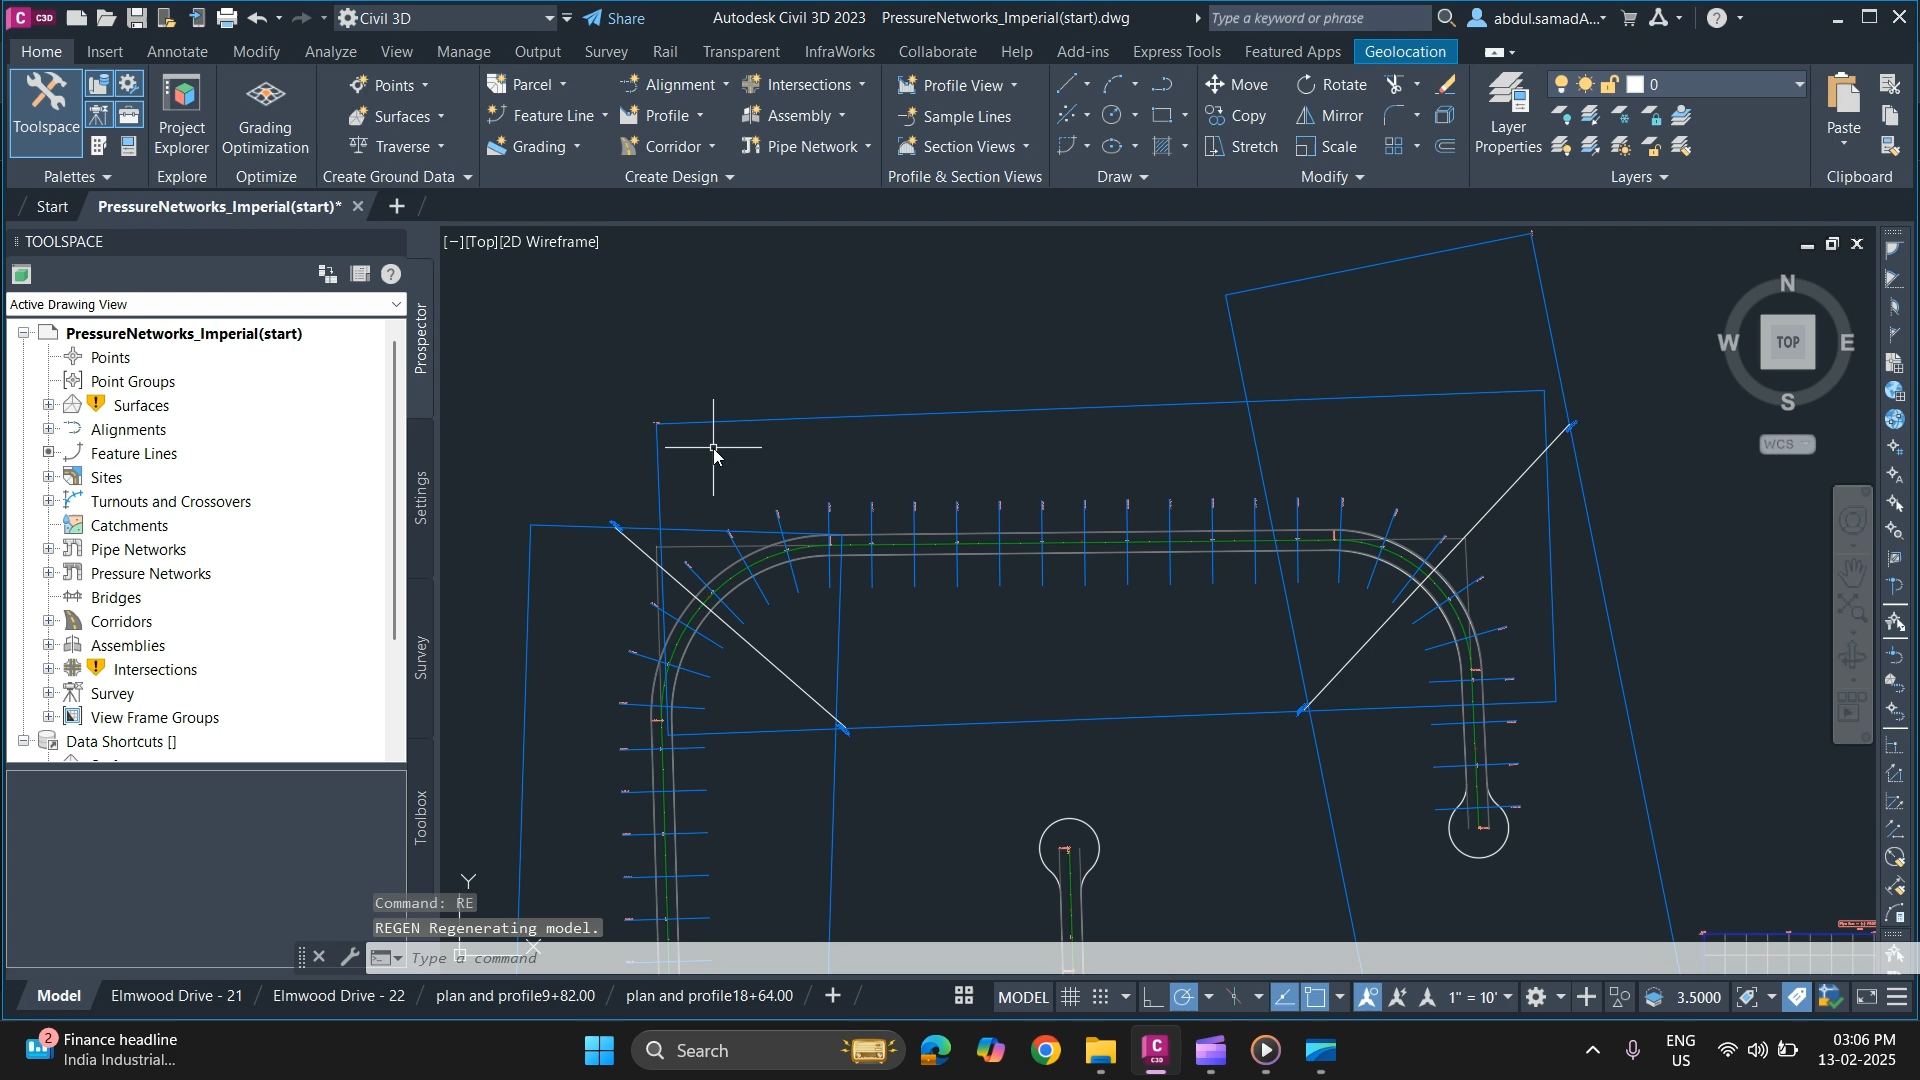 C3D
Civil 3D
Share
Autodesk Civil 3D 2023 PressureNetworks_Imperial(start).dwg
Type a keyword or phrase
abdul.samadA...
Home Insert Annotate Modify Analyze View Manage Output Survey Rail Transparent InfraWorks Collaborate Help Add-ins Express Tools Featured Apps Geolocation
Toolspace
Project Explorer
Grading Optimization
Points
Surfaces
Traverse
Parcel
Feature Line
Grading
Alignment
Profile
Corridor
Intersections
Assembly
Pipe Network
Profile View
Sample Lines
Section Views
Move
Copy
Stretch
Rotate
Mirror
Scale
Layer Properties
0
Paste
Palettes Explore Optimize Create Ground Data Create Design Profile & Section Views Draw Modify Layers Clipboard
Start PressureNetworks_Imperial(start)*
TOOLSPACE
Active Drawing View
PressureNetworks_Imperial(start)
Points
Point Groups
Surfaces
Alignments
Feature Lines
Sites
Turnouts and Crossovers
Catchments
Pipe Networks
Pressure Networks
Bridges
Corridors
Assemblies
Intersections
Survey
View Frame Groups
Data Shortcuts []
Prospector
Settings
Survey
Toolbox
[−][Top][2D Wireframe]
N
W TOP E
S
WCS
Y
X
Command: RE
REGEN Regenerating model.
Type a command
Model Elmwood Drive - 21 Elmwood Drive - 22 plan and profile9+82.00 plan and profile18+64.00
MODEL 1" = 10' 3.5000
2
Finance headline
India Industrial...
Search
C3D
ENG
US
03:06 PM
13-02-2025